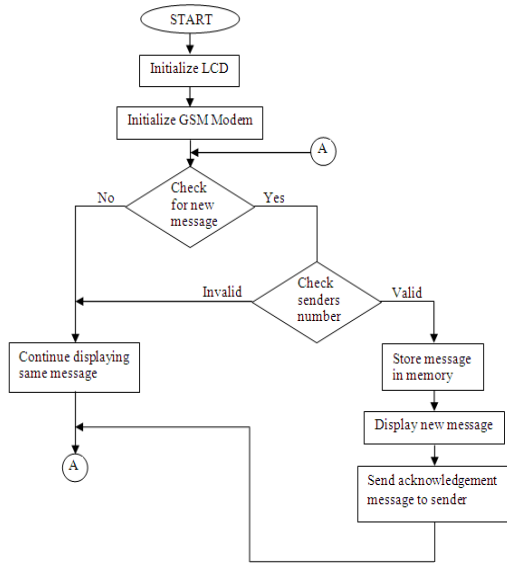 START
Initialize LCD
Initialize GSM Modem
A
Check
for new
message
No
Yes
Check
senders
number
Invalid
Valid
Continue displaying
same message
Store message
in memory
Display new message
A
Send acknowledgement
message to sender